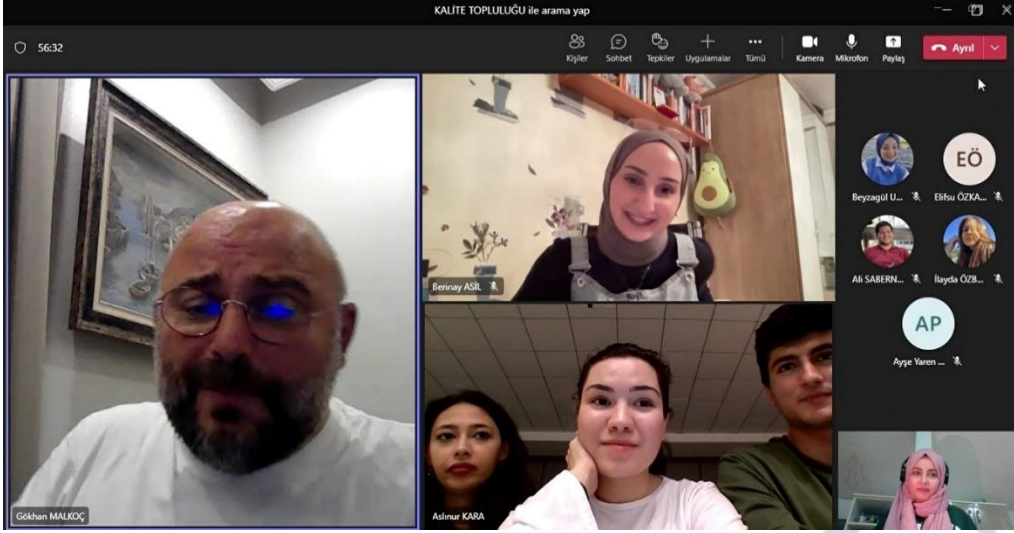 KALİTE TOPLULUĞU ile arama yap
56:32
Kişiler Sohbet Tepkiler Uygulamalar Tümü Kamera Mikrofon Paylaş Ayrıl
Gökhan MALKOÇ
Berinay ASİL
Aslınur KARA
EÖ
Beyzagül U... Elifsu ÖZKA...
Ali SABERN... İlayda ÖZB...
AP
Ayşe Yaren ...